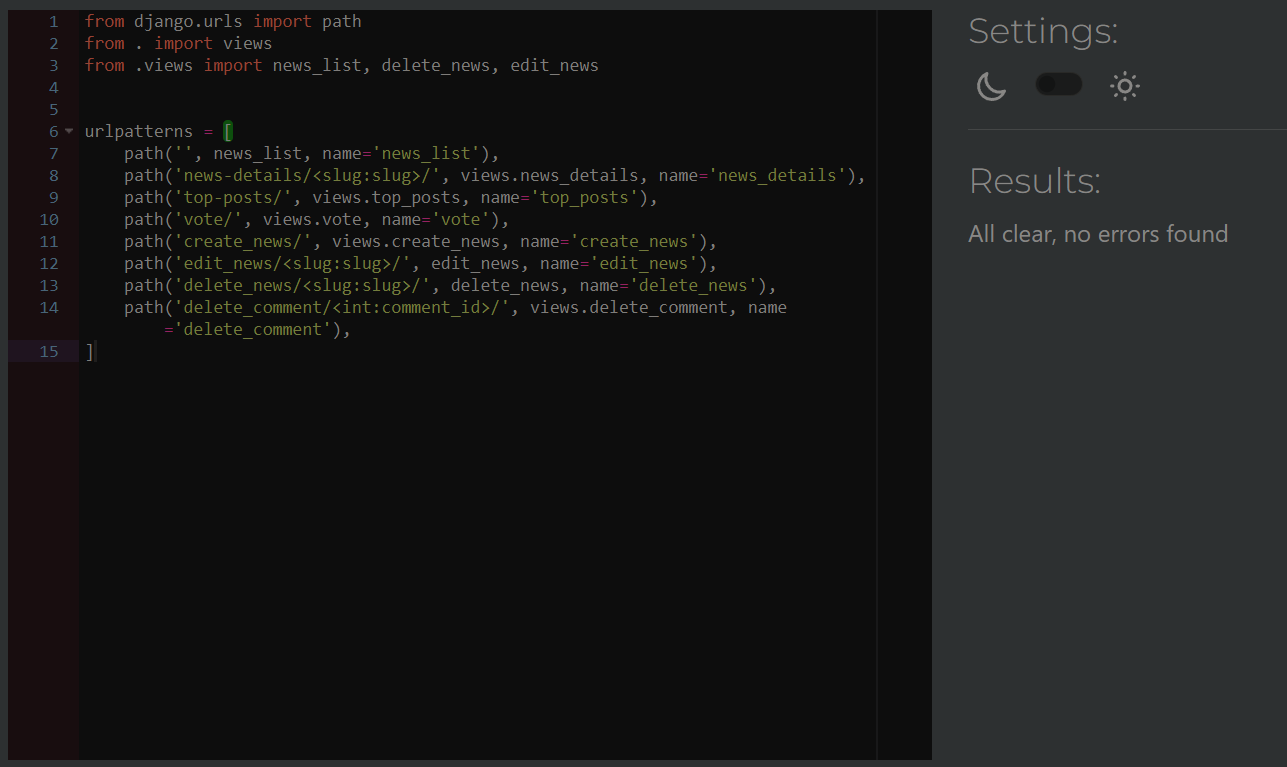 1 from django.urls import path
2 from . import views
3 from .views import news_list, delete_news, edit_news
4
5
6 urlpatterns = [
7     path('', news_list, name='news_list'),
8     path('news-details/<slug:slug>/', views.news_details, name='news_details'),
9     path('top-posts/', views.top_posts, name='top_posts'),
10     path('vote/', views.vote, name='vote'),
11     path('create_news/', views.create_news, name='create_news'),
12     path('edit_news/<slug:slug>/', edit_news, name='edit_news'),
13     path('delete_news/<slug:slug>/', delete_news, name='delete_news'),
14     path('delete_comment/<int:comment_id>/', views.delete_comment, name
='delete_comment'),
15 ]
Settings:
Results:
All clear, no errors found